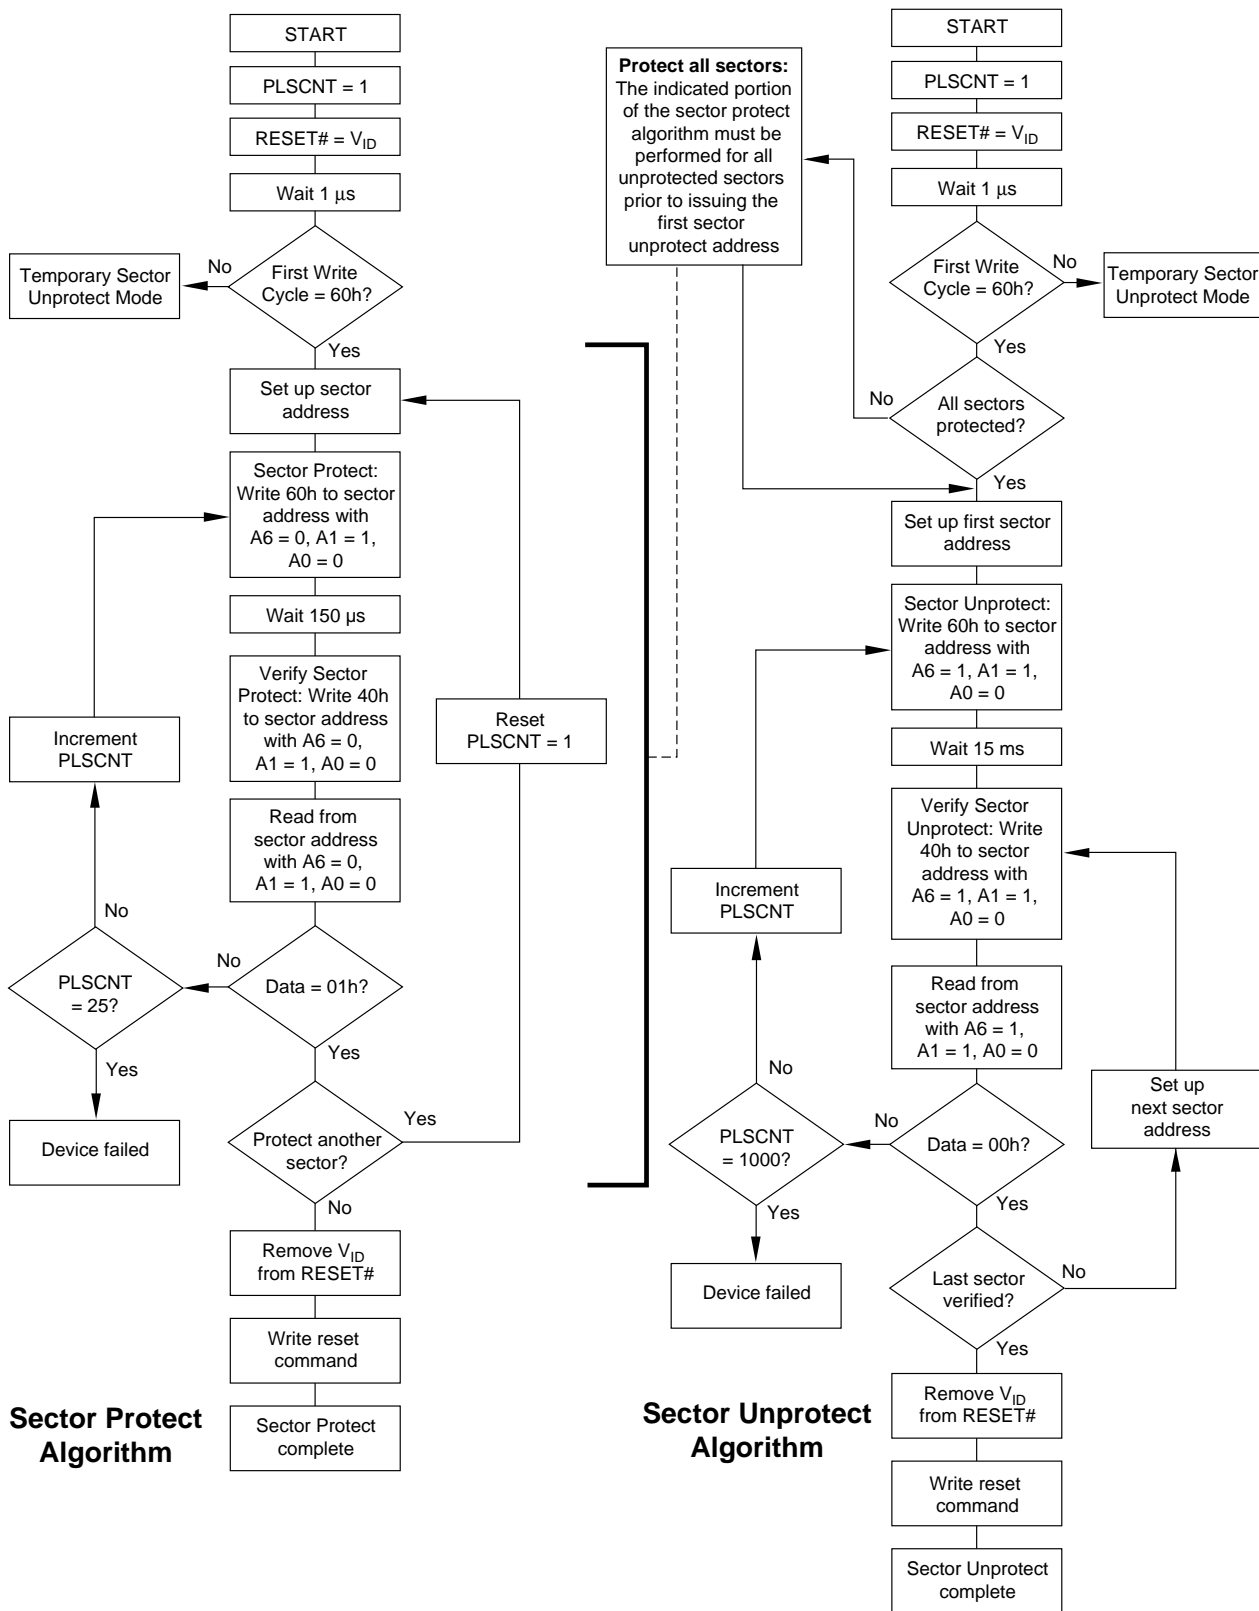 START
PLSCNT = 1
RESET# = VID
Wait 1 μs
First Write
Cycle = 60h?
No
Temporary Sector
Unprotect Mode
Yes
Set up sector
address
Sector Protect:
Write 60h to sector
address with
A6 = 0, A1 = 1,
A0 = 0
Wait 150 µs
Verify Sector
Protect: Write 40h
to sector address
with A6 = 0,
A1 = 1, A0 = 0
Increment
PLSCNT
Reset
PLSCNT = 1
Read from
sector address
with A6 = 0,
A1 = 1, A0 = 0
No
PLSCNT
= 25?
No
Data = 01h?
Yes
Yes
Device failed
Protect another
sector?
Yes
No
Remove VID
from RESET#
Write reset
command
Sector Protect
complete
Sector Protect
Algorithm
START
Protect all sectors:
The indicated portion
of the sector protect
algorithm must be
performed for all
unprotected sectors
prior to issuing the
first sector
unprotect address
PLSCNT = 1
RESET# = VID
Wait 1 μs
First Write
Cycle = 60h?
No
Temporary Sector
Unprotect Mode
Yes
No
All sectors
protected?
Yes
Set up first sector
address
Sector Unprotect:
Write 60h to sector
address with
A6 = 1, A1 = 1,
A0 = 0
Wait 15 ms
Verify Sector
Unprotect: Write
40h to sector
address with
A6 = 1, A1 = 1,
A0 = 0
Increment
PLSCNT
Read from
sector address
with A6 = 1,
A1 = 1, A0 = 0
No
PLSCNT
= 1000?
No
Data = 00h?
Set up
next sector
address
Yes
Yes
Device failed
Last sector
verified?
No
Yes
Remove VID
from RESET#
Write reset
command
Sector Unprotect
complete
Sector Unprotect
Algorithm